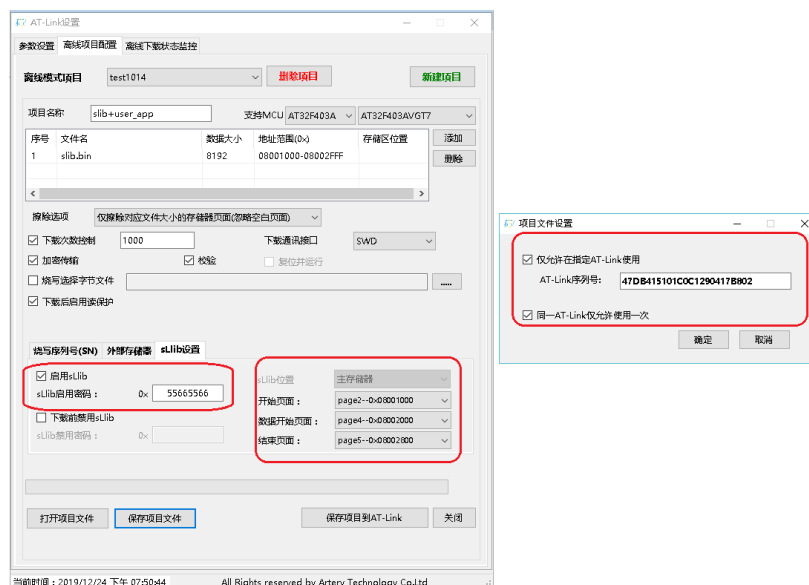 AT-Link设置
参数设置 离线项目配置 离线下载状态监控
离线模式项目 test1014 删除项目 新建项目
项目名称 slib+user_app 支持MCU AT32F403A AT32F403AVGT7
序号 文件名 数据大小 地址范围(0x) 存储区位置 添加
1 slib.bin 8192 08001000-08002FFF 删除
擦除选项 仅擦除对应文件大小的存储器页面(忽略空白页面)
下载次数控制 1000 下载通讯接口 SWD
加密传输 校验 复位并运行
烧写选择字节文件 .....
下载后启用读保护
烧写序列号(SN) 外部存储器 sLlib设置
启用sLlib
sLlib启用密码： 0x 55665566
下载前禁用sLlib
sLlib禁用密码： 0x
sLlib位置 主存储器
开始页面： page2--0x08001000
数据开始页面： page4--0x08002000
结束页面： page5--0x08002800
打开项目文件 保存项目文件 保存项目到AT-Link 关闭
当前时间：2019/12/24 下午 07:50:44 All Rights reserved by Artery Technology Co.Ltd
项目文件设置
仅允许在指定AT-Link使用
AT-Link序列号： 47DB415101C0C1290417B802
同一AT-Link仅允许使用一次
确定 取消